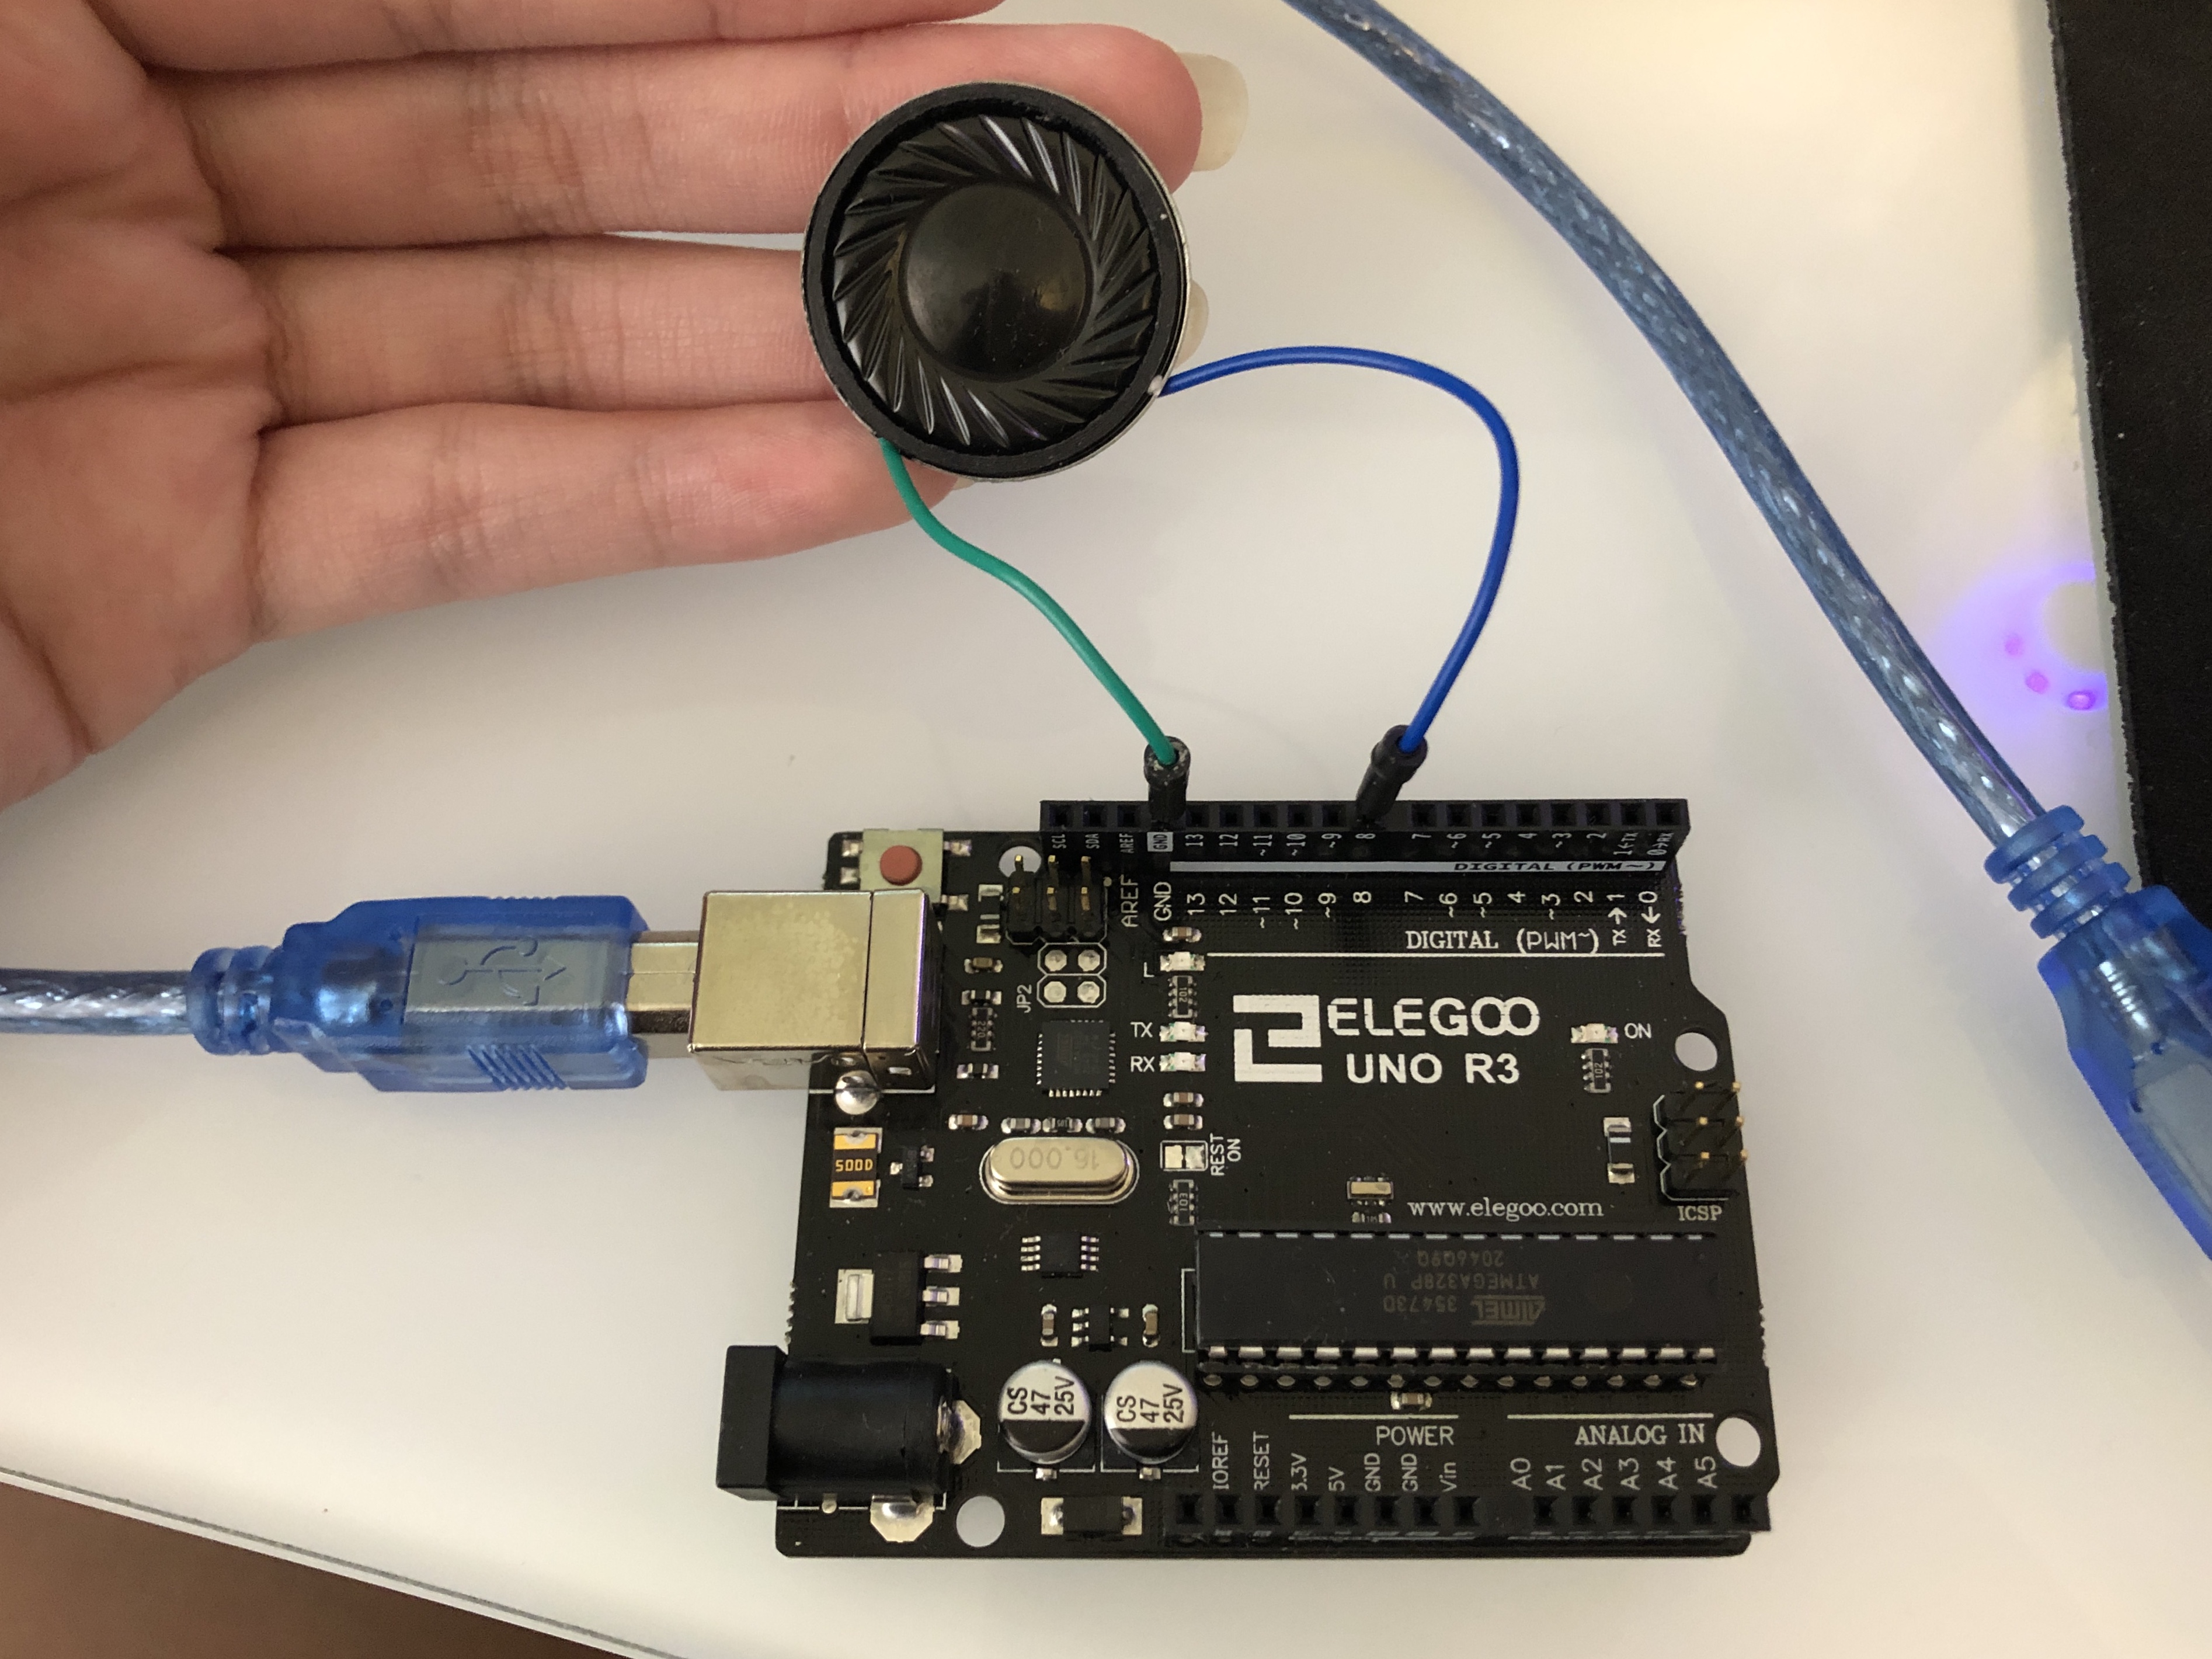 SCL
SDA
AREF
GND
13
12
~11
~10
~9
8
7
~6
~5
4
~3
2
1←TX
0→RX
DIGITAL (PWM~)
AREF
GND
13
12
~11
~10
~9
8
7
~6
~5
4
~3
2
TX→1
RX←0
DIGITAL (PWM~)
L
JP2
TX
RX
ELEGOO
UNO R3
ON
102
102
REST
ON
500D
16.000
103
www.elegoo.com
ICSP
ATMEL
35473D
ATMEGA328P U
2046Q9Q
CS
47
25V
CS
47
25V
POWER
ANALOG IN
IOREF
RESET
3.3V
5V
GND
GND
Vin
A0
A1
A2
A3
A4
A5